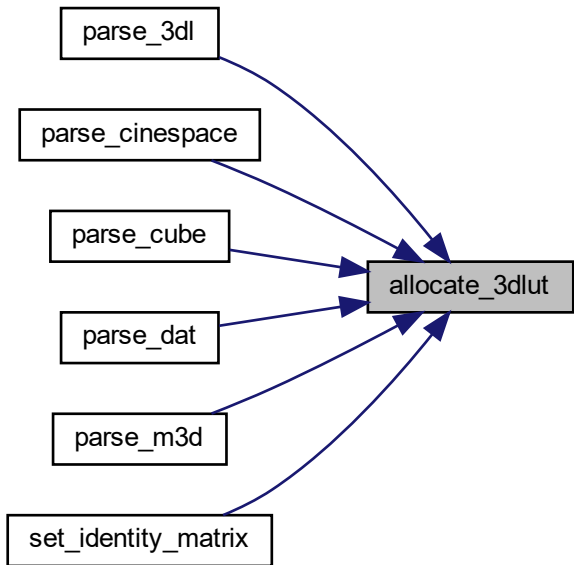 parse_3dl
parse_cinespace
parse_cube
allocate_3dlut
parse_dat
parse_m3d
set_identity_matrix